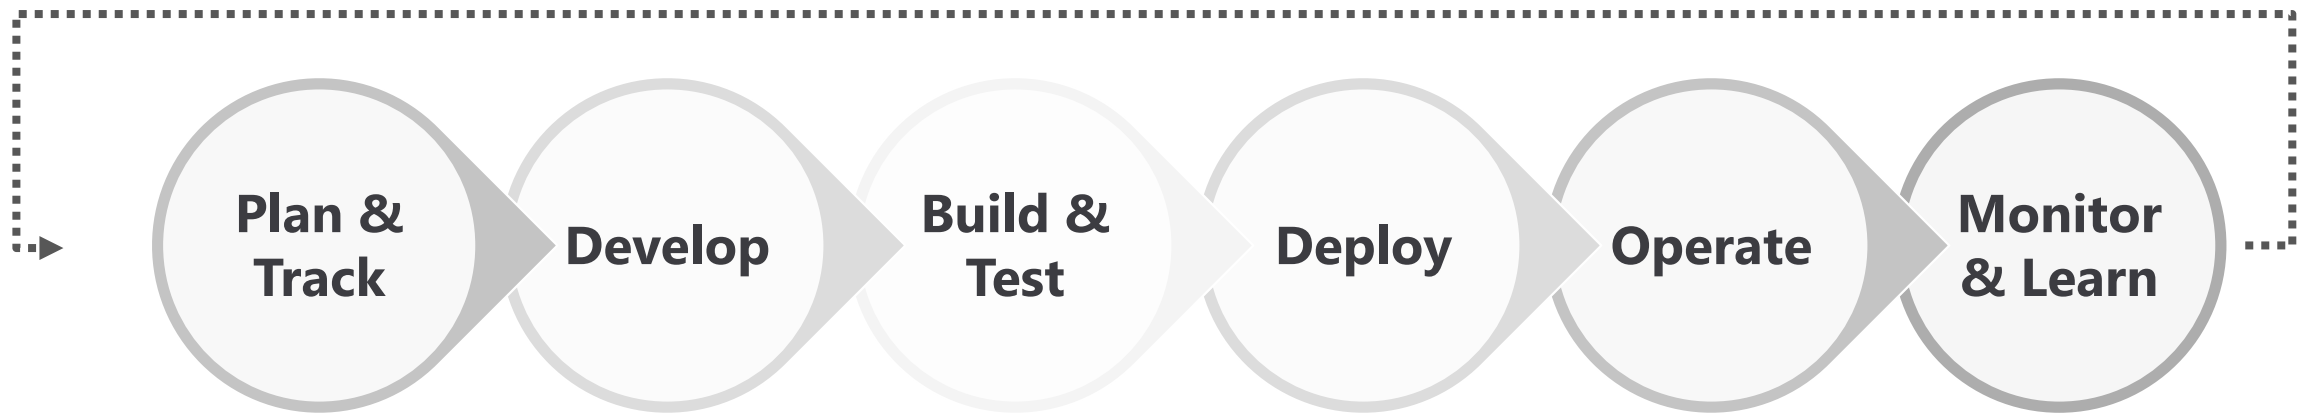 Plan &
Track
Develop
Build &
Test
Deploy
Operate
Monitor
& Learn